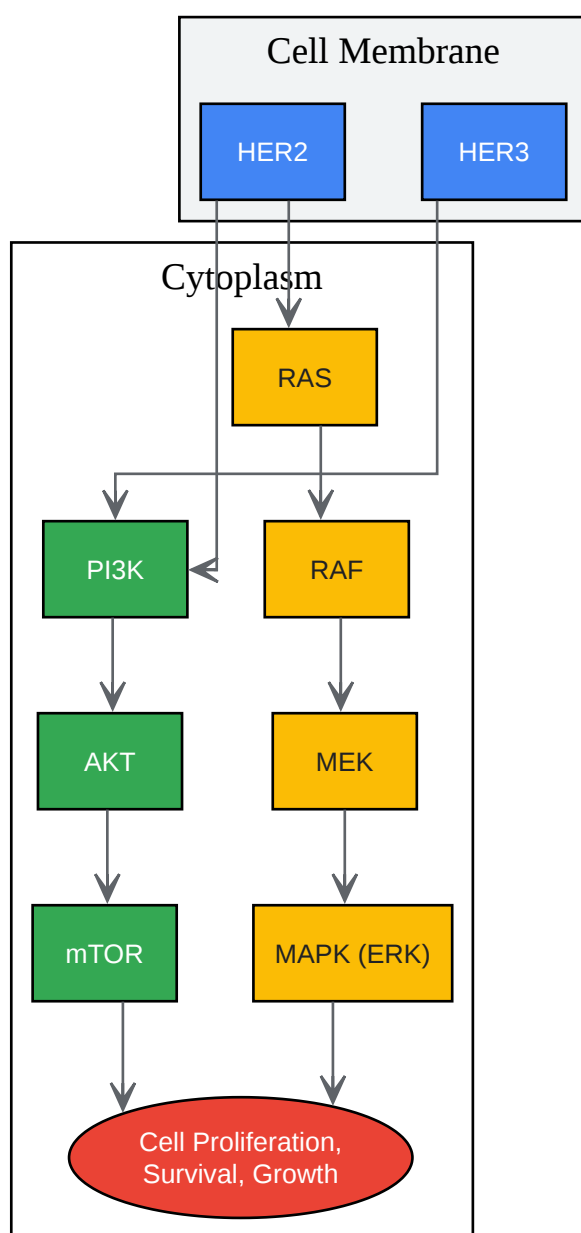 Cell Membrane
HER2
HER3
Cytoplasm
RAS
PI3K
RAF
AKT
MEK
mTOR
MAPK (ERK)
Cell Proliferation,
Survival, Growth